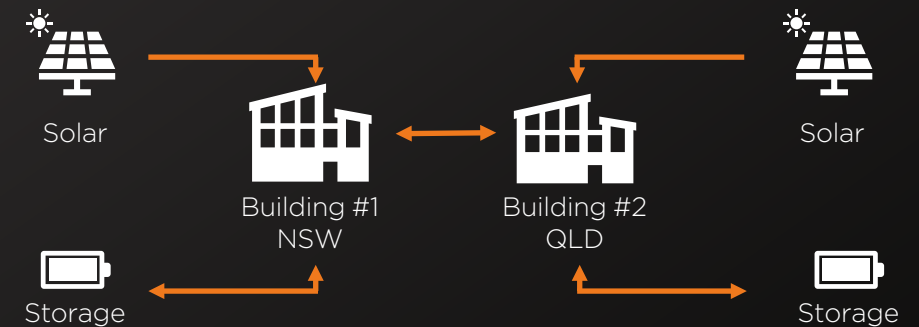 Solar
Solar
Building #1
NSW
Building #2
QLD
Storage
Storage